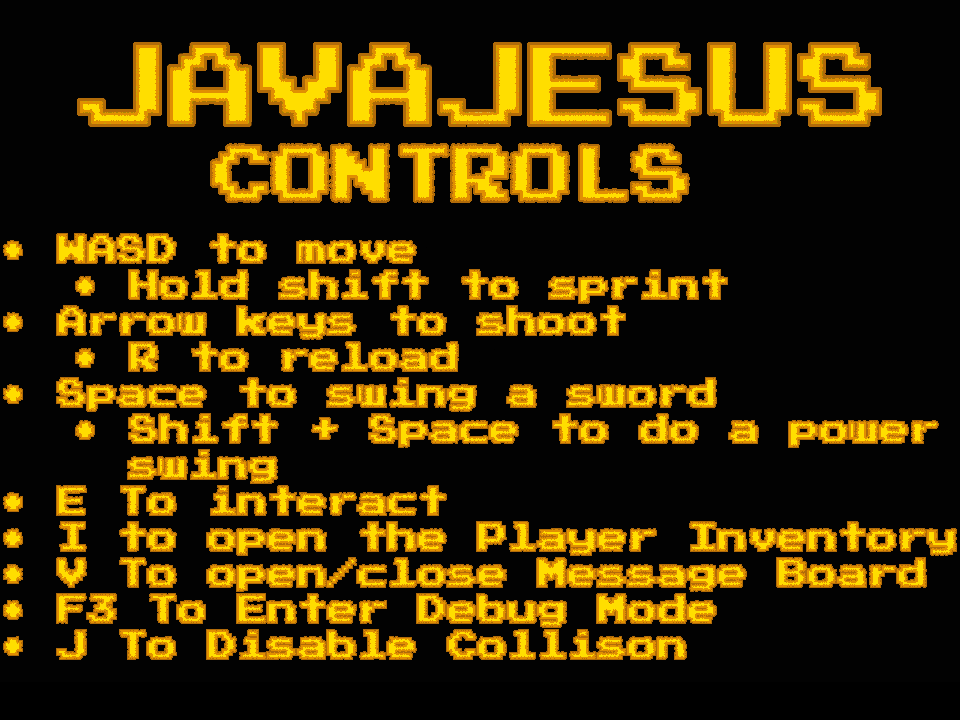 JAVAJESUS
CONTROLS
• WASD to move
• Hold shift to sprint
• Arrow keys to shoot
• R to reload
• Space to swing a sword
• Shift + Space to do a power
swing
• E To interact
• I to open the Player Inventory
• V To open/close Message Board
• F3 To Enter Debug Mode
• J To Disable Collison